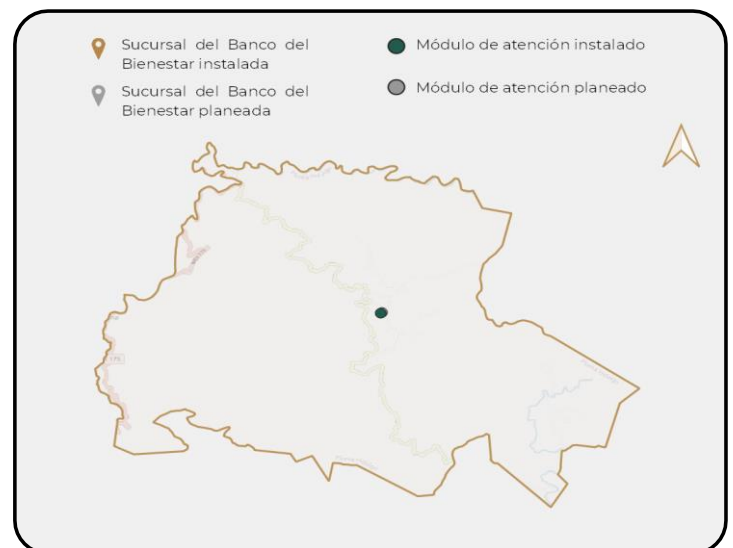 Sucursal del Banco del
Bienestar instalada
Sucursal del Banco del
Bienestar planeada
Módulo de atención instalado
Módulo de atención planeado
175